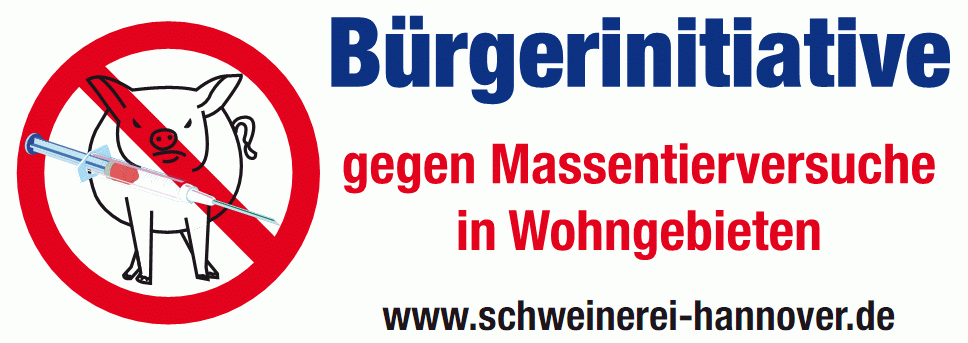 Bürgerinitiative
gegen Massentierversuche
in Wohngebieten
www.schweinerei-hannover.de